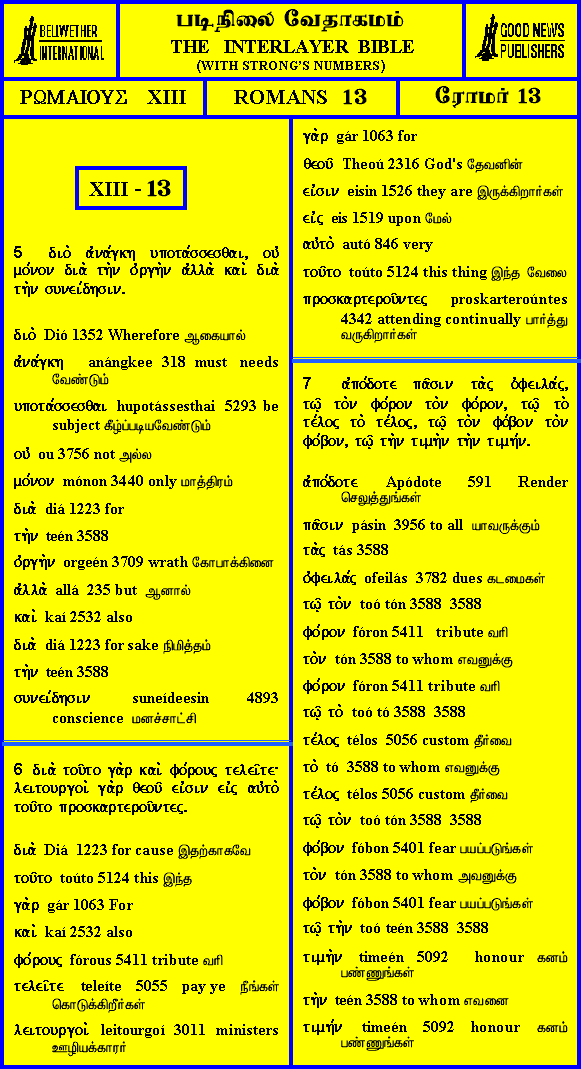 BELLWETHER
INTERNATIONAL
படிநிலை வேதாகமம்
THE INTERLAYER BIBLE
(WITH STRONG'S NUMBERS)
GOOD NEWS
PUBLISHERS
ΡΩΜΑΙΟΥΣ XIII
ROMANS 13
ரோமர் 13
XIII - 13
5 διὸ ἀνάγκη υποτάσσεσθαι, οὐ
μόνον διὰ τὴν ὀργὴν ἀλλὰ καὶ διὰ
τὴν συνείδησιν.
διὸ Dió 1352 Wherefore ஆகையால்
ἀνάγκη anángkee 318 must needs
வேண்டும்
υποτάσσεσθαι hupotássesthai 5293 be
subject கீழ்ப்படியவேண்டும்
οὐ ou 3756 not அல்ல
μόνον mónon 3440 only மாத்திரம்
διὰ diá 1223 for
τὴν teén 3588
ὀργὴν orgeén 3709 wrath கோபாக்கினை
ἀλλὰ allá 235 but ஆனால்
καὶ kaí 2532 also
διὰ diá 1223 for sake நிமித்தம்
τὴν teén 3588
συνείδησιν suneídeesin 4893
conscience மனச்சாட்சி
6 διὰ τοῦτο γὰρ καὶ φόρους τελεῖτε·
λειτουργοὶ γὰρ θεοῦ εἰσιν εἰς αὐτὸ
τοῦτο προσκαρτεροῦντες.
διὰ Diá 1223 for cause இதற்காகவே
τοῦτο toúto 5124 this இந்த
γὰρ gár 1063 For
καὶ kaí 2532 also
φόρους fórous 5411 tribute வரி
τελεῖτε teleíte 5055 pay ye நீங்கள்
கொடுக்கிறீர்கள்
λειτουργοὶ leitourgoí 3011 ministers
ஊழியக்காரர்
γὰρ gár 1063 for
θεοῦ Theoú 2316 God's தேவனின்
εἰσιν eisin 1526 they are இருக்கிறார்கள்
εἰς eis 1519 upon மேல்
αὐτὸ autó 846 very
τοῦτο toúto 5124 this thing இந்த வேலை
προσκαρτεροῦντες proskarteroúntes
4342 attending continually பார்த்து
வருகிறார்கள்
7 ἀπόδοτε πᾶσιν τὰς ὀφειλάς,
τῷ τὸν φόρον τὸν φόρον, τῷ τὸ
τέλος τὸ τέλος, τῷ τὸν φόβον τὸν
φόβον, τῷ τὴν τιμὴν τὴν τιμήν.
ἀπόδοτε Apódote 591 Render
செலுத்துங்கள்
πᾶσιν pásin 3956 to all யாவருக்கும்
τὰς tás 3588
ὀφειλάς ofeilás 3782 dues கடமைகள்
τῷ τὸν toó tón 3588 3588
φόρον fóron 5411 tribute வரி
τὸν tón 3588 to whom எவனுக்கு
φόρον fóron 5411 tribute வரி
τῷ τὸ toó tó 3588 3588
τέλος télos 5056 custom தீர்வை
τὸ tó 3588 to whom எவனுக்கு
τέλος télos 5056 custom தீர்வை
τῷ τὸν toó tón 3588 3588
φόβον fóbon 5401 fear பயப்படுங்கள்
τὸν tón 3588 to whom அவனுக்கு
φόβον fóbon 5401 fear பயப்படுங்கள்
τῷ τὴν toó teén 3588 3588
τιμὴν timeén 5092 honour கனம்
பண்ணுங்கள்
τὴν teén 3588 to whom எவனை
τιμήν timeén 5092 honour கனம்
பண்ணுங்கள்